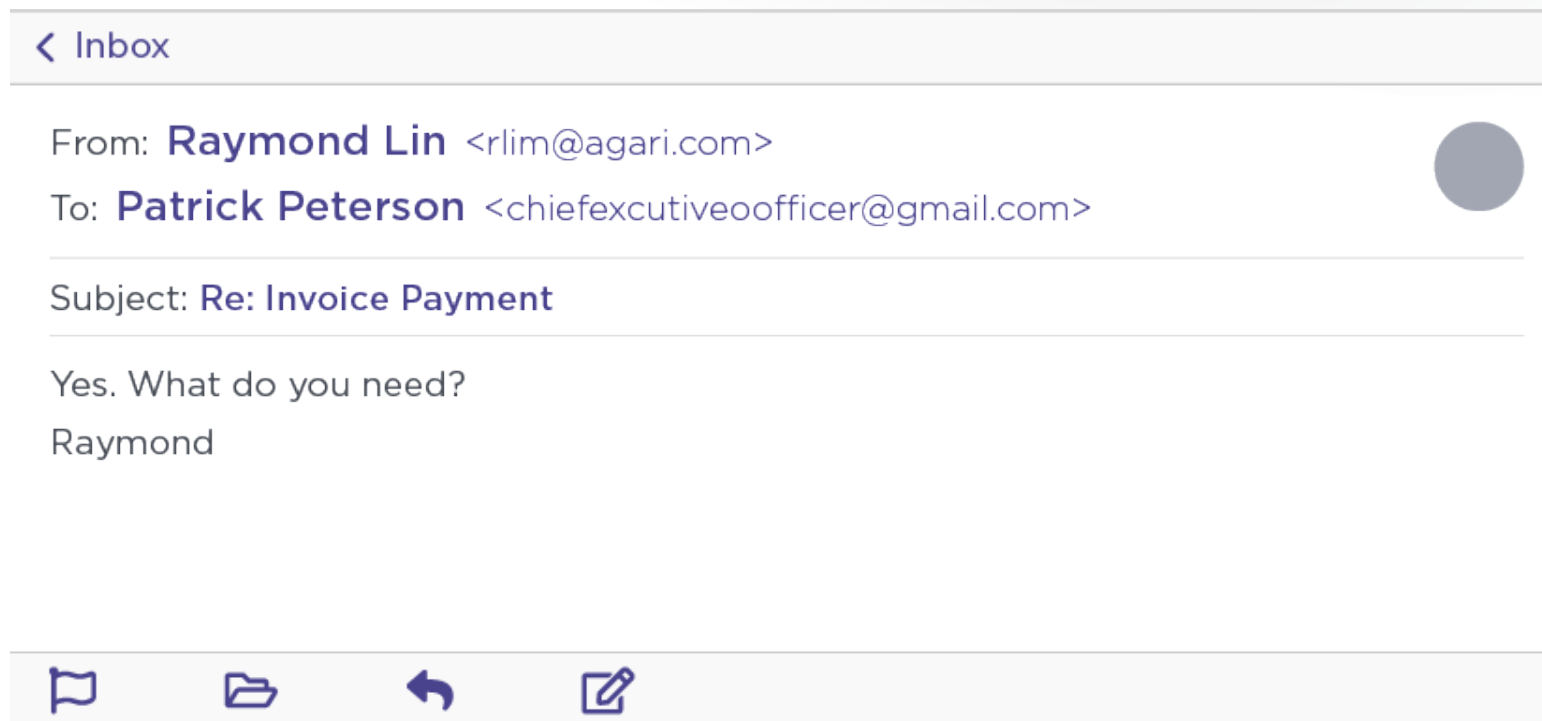 Inbox
From: Raymond Lin <rlim@agari.com>
To: Patrick Peterson <chiefexcutiveoofficer@gmail.com>
Subject: Re: Invoice Payment
Yes. What do you need?
Raymond